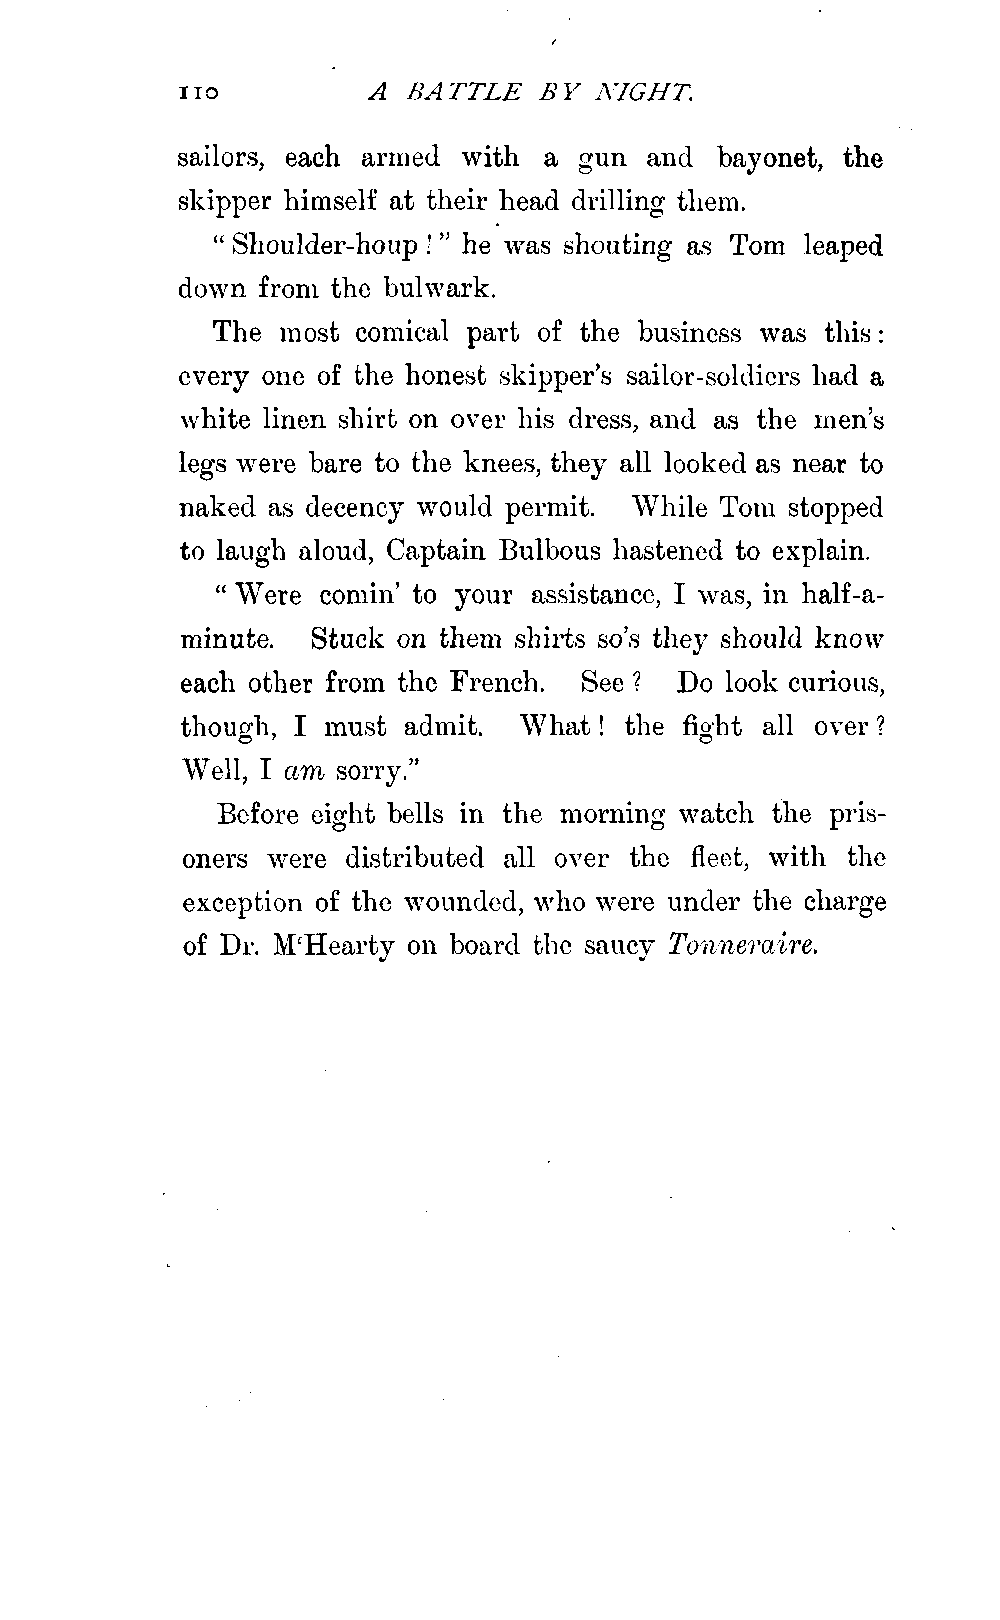 110 A BATTLE BY NIGHT.
sailors, each armed with a gun and bayonet, the
skipper himself at their head drilling them.
“Shoulder-houp!” he was shouting as Tom leaped
down from the bulwark.
The most comical part of the business was this:
every one of the honest skipper's sailor-soldiers had a
white linen shirt on over his dress, and as the men's
legs were bare to the knees, they all looked as near to
naked as decency would permit. While Tom stopped
to laugh aloud, Captain Bulbous hastened to explain.
“Were comin' to your assistance, I was, in half-a-
minute. Stuck on them shirts so's they should know
each other from the French. See? Do look curious,
though, I must admit. What! the fight all over?
Well, I am sorry.”
Before eight bells in the morning watch the pris-
oners were distributed all over the fleet, with the
exception of the wounded, who were under the charge
of Dr. M‘Hearty on board the saucy Tonneraire.